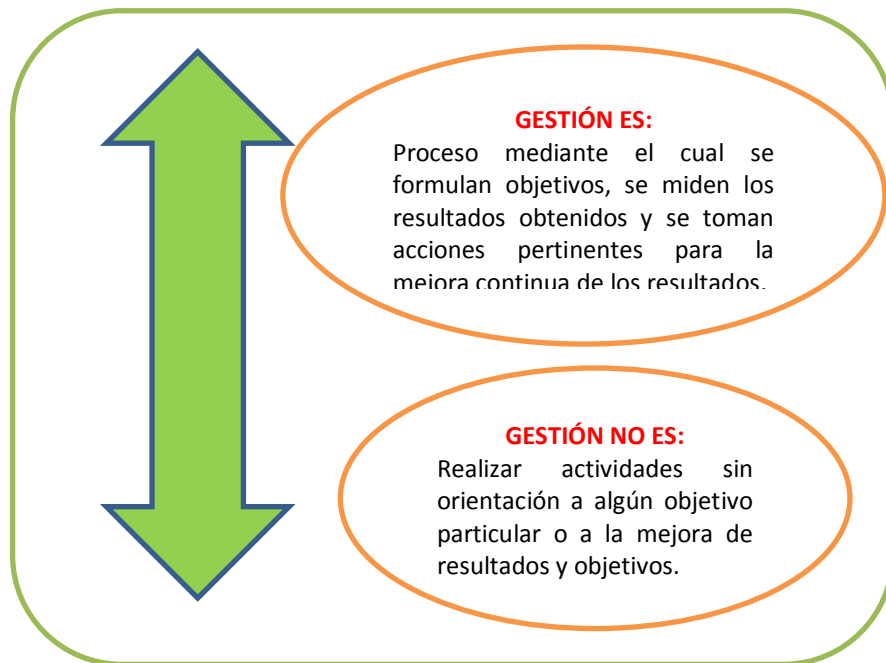 GESTIÓN ES:
Proceso mediante el cual se
formulan objetivos, se miden los
resultados obtenidos y se toman
acciones pertinentes para la
mejora continua de los resultados.
GESTIÓN NO ES:
Realizar actividades sin
orientación a algún objetivo
particular o a la mejora de
resultados y objetivos.